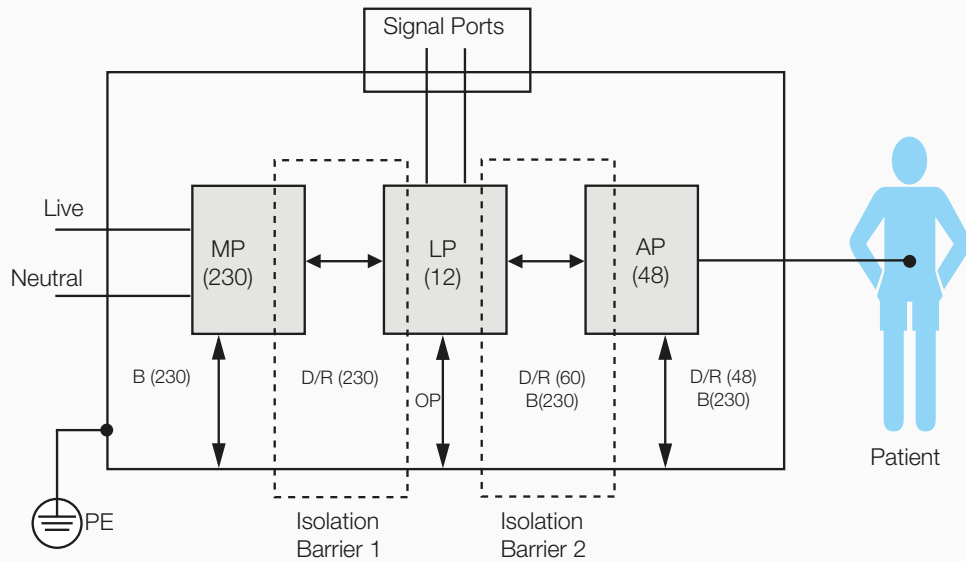 Signal Ports
Live
Neutral
MP
(230)
LP
(12)
AP
(48)
B (230)
D/R (230)
OP
D/R (60)
B(230)
D/R (48)
B(230)
Patient
PE
Isolation
Barrier 1
Isolation
Barrier 2